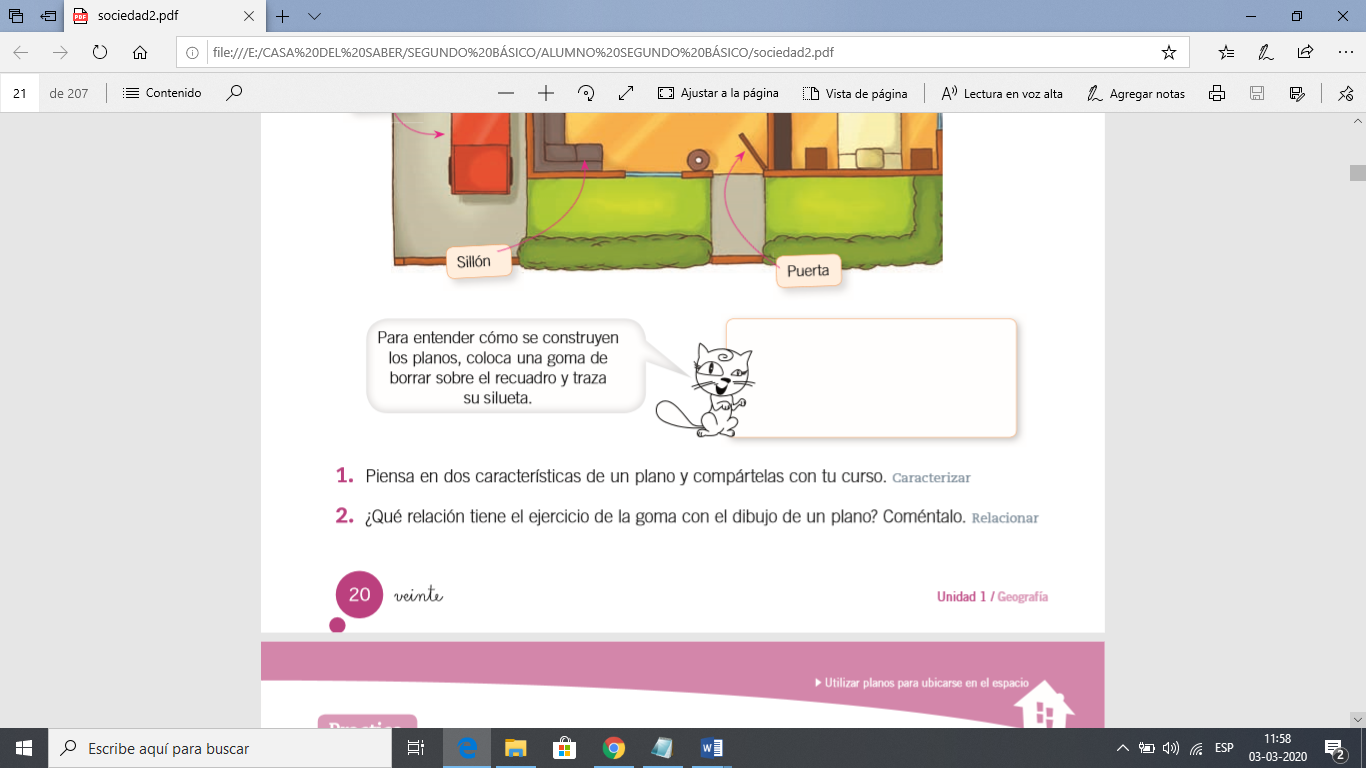 sociedad2.pdf
file:///E:/CASA%20DEL%20SABER/SEGUNDO%20BÁSICO/ALUMNO%20SEGUNDO%20BÁSICO/sociedad2.pdf
21 de 207 Contenido Ajustar a la página Vista de página Lectura en voz alta Agregar notas
Sillón
Puerta
Para entender cómo se construyen
los planos, coloca una goma de
borrar sobre el recuadro y traza
su silueta.
1. Piensa en dos características de un plano y compártelas con tu curso. Caracterizar
2. ¿Qué relación tiene el ejercicio de la goma con el dibujo de un plano? Coméntalo. Relacionar
20 veinte
Unidad 1 / Geografía
Utilizar planos para ubicarse en el espacio
Escribe aquí para buscar
ESP
11:58
03-03-2020
2